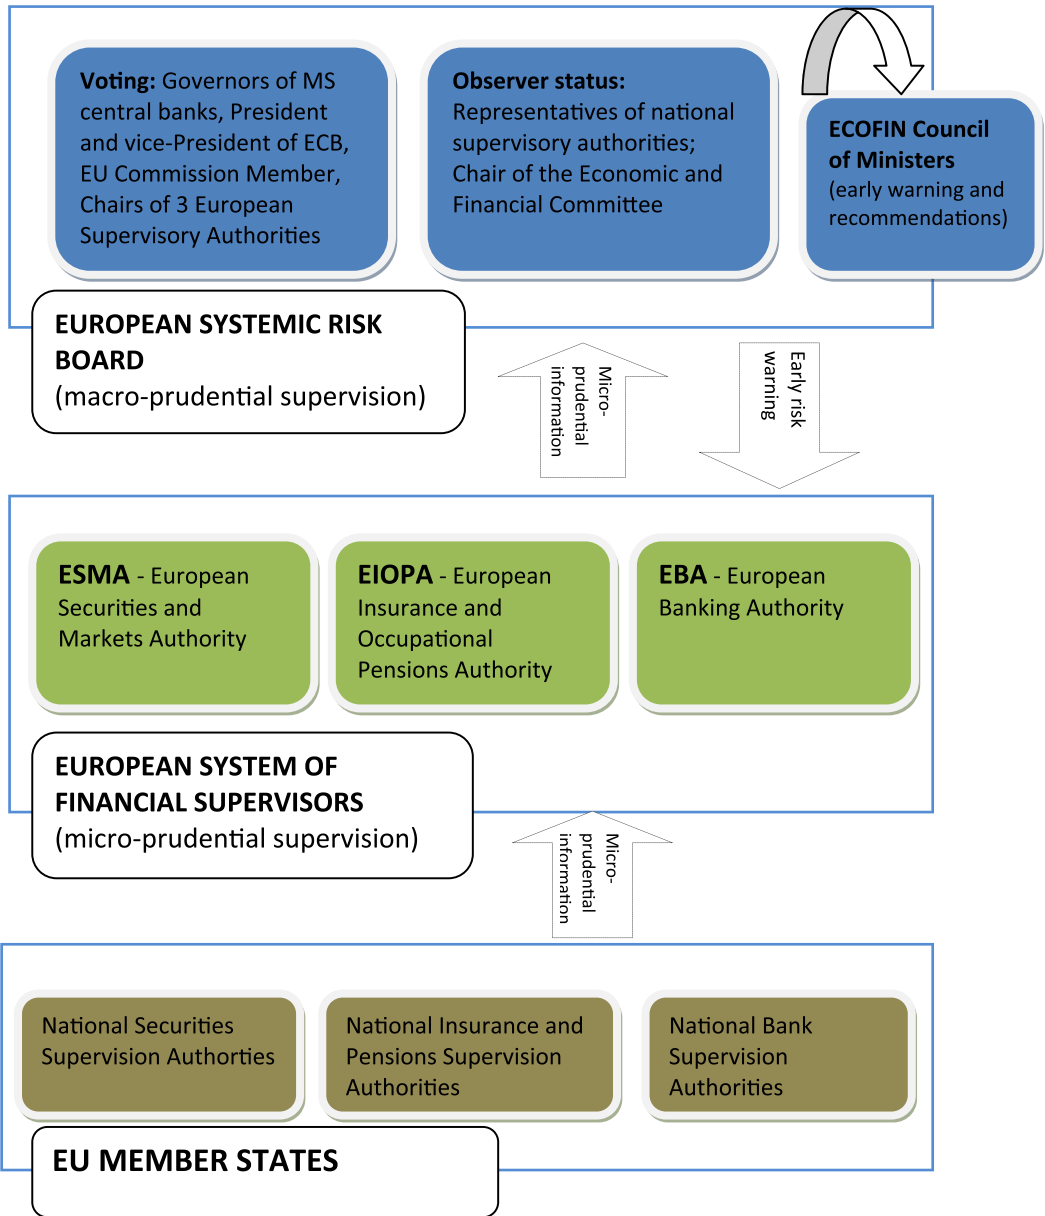 Voting: Governors of MS
central banks, President
and vice-President of ECB,
EU Commission Member,
Chairs of 3 European
Supervisory Authorities
Observer status:
Representatives of national
supervisory authorities;
Chair of the Economic and
Financial Committee
ECOFIN Council
of Ministers
(early warning and
recommendations)
EUROPEAN SYSTEMIC RISK
BOARD
(macro-prudential supervision)
Micro-
prudential
information
Early risk
warning
ESMA - European
Securities and
Markets Authority
EIOPA - European
Insurance and
Occupational
Pensions Authority
EBA - European
Banking Authority
EUROPEAN SYSTEM OF
FINANCIAL SUPERVISORS
(micro-prudential supervision)
Micro-
prudential
information
National Securities
Supervision Authorties
National Insurance and
Pensions Supervision
Authorities
National Bank
Supervision
Authorities
EU MEMBER STATES